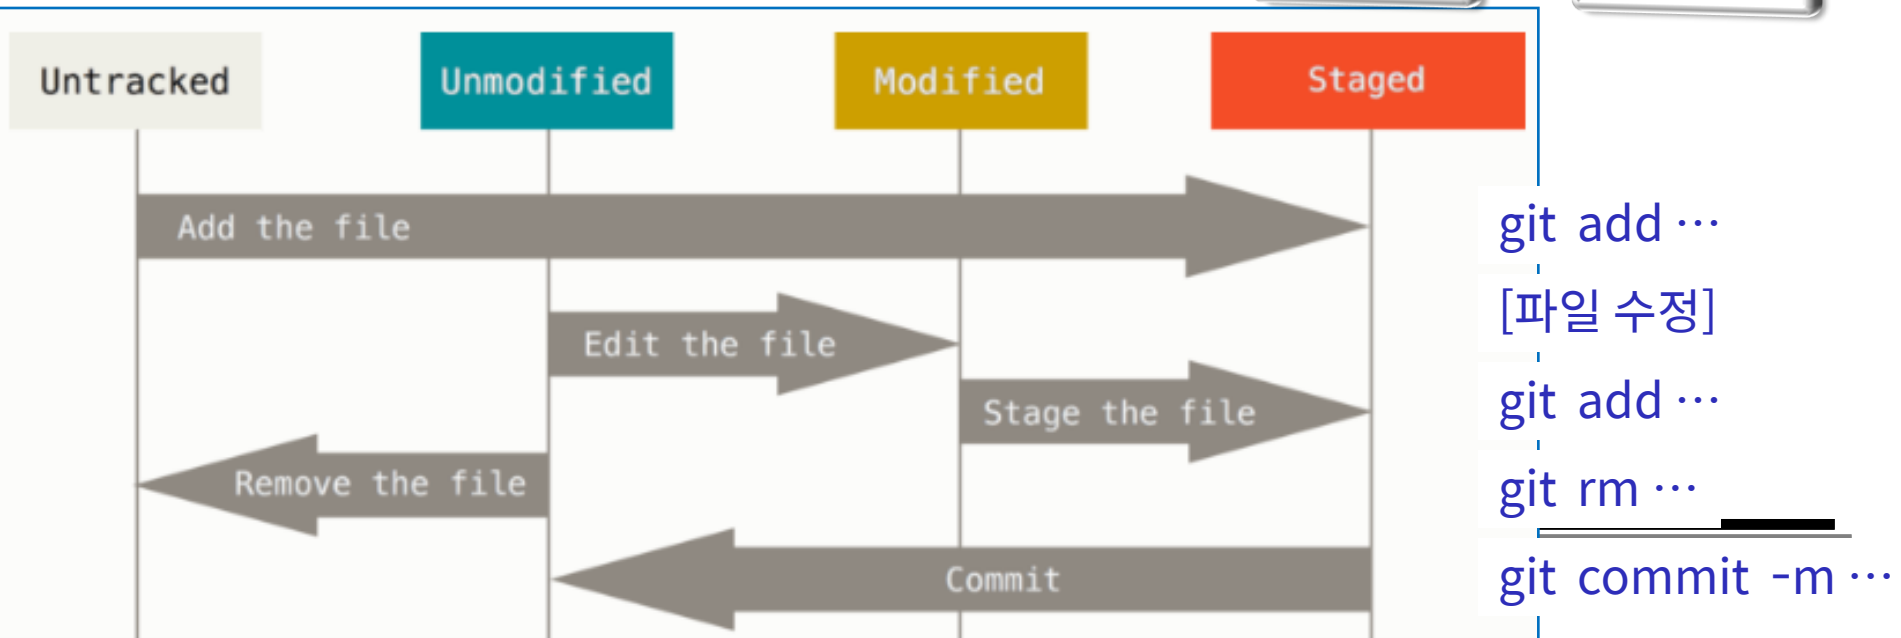 Untracked
Unmodified
Modified
Staged
Add the file
git add …
Edit the file
[파일 수정]
Stage the file
git add …
Remove the file
git rm …
Commit
git commit -m …